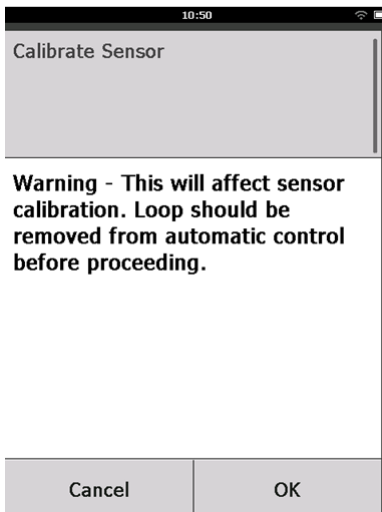 10:50
Calibrate Sensor
Warning - This will affect sensor
calibration. Loop should be
removed from automatic control
before proceeding.
Cancel
OK